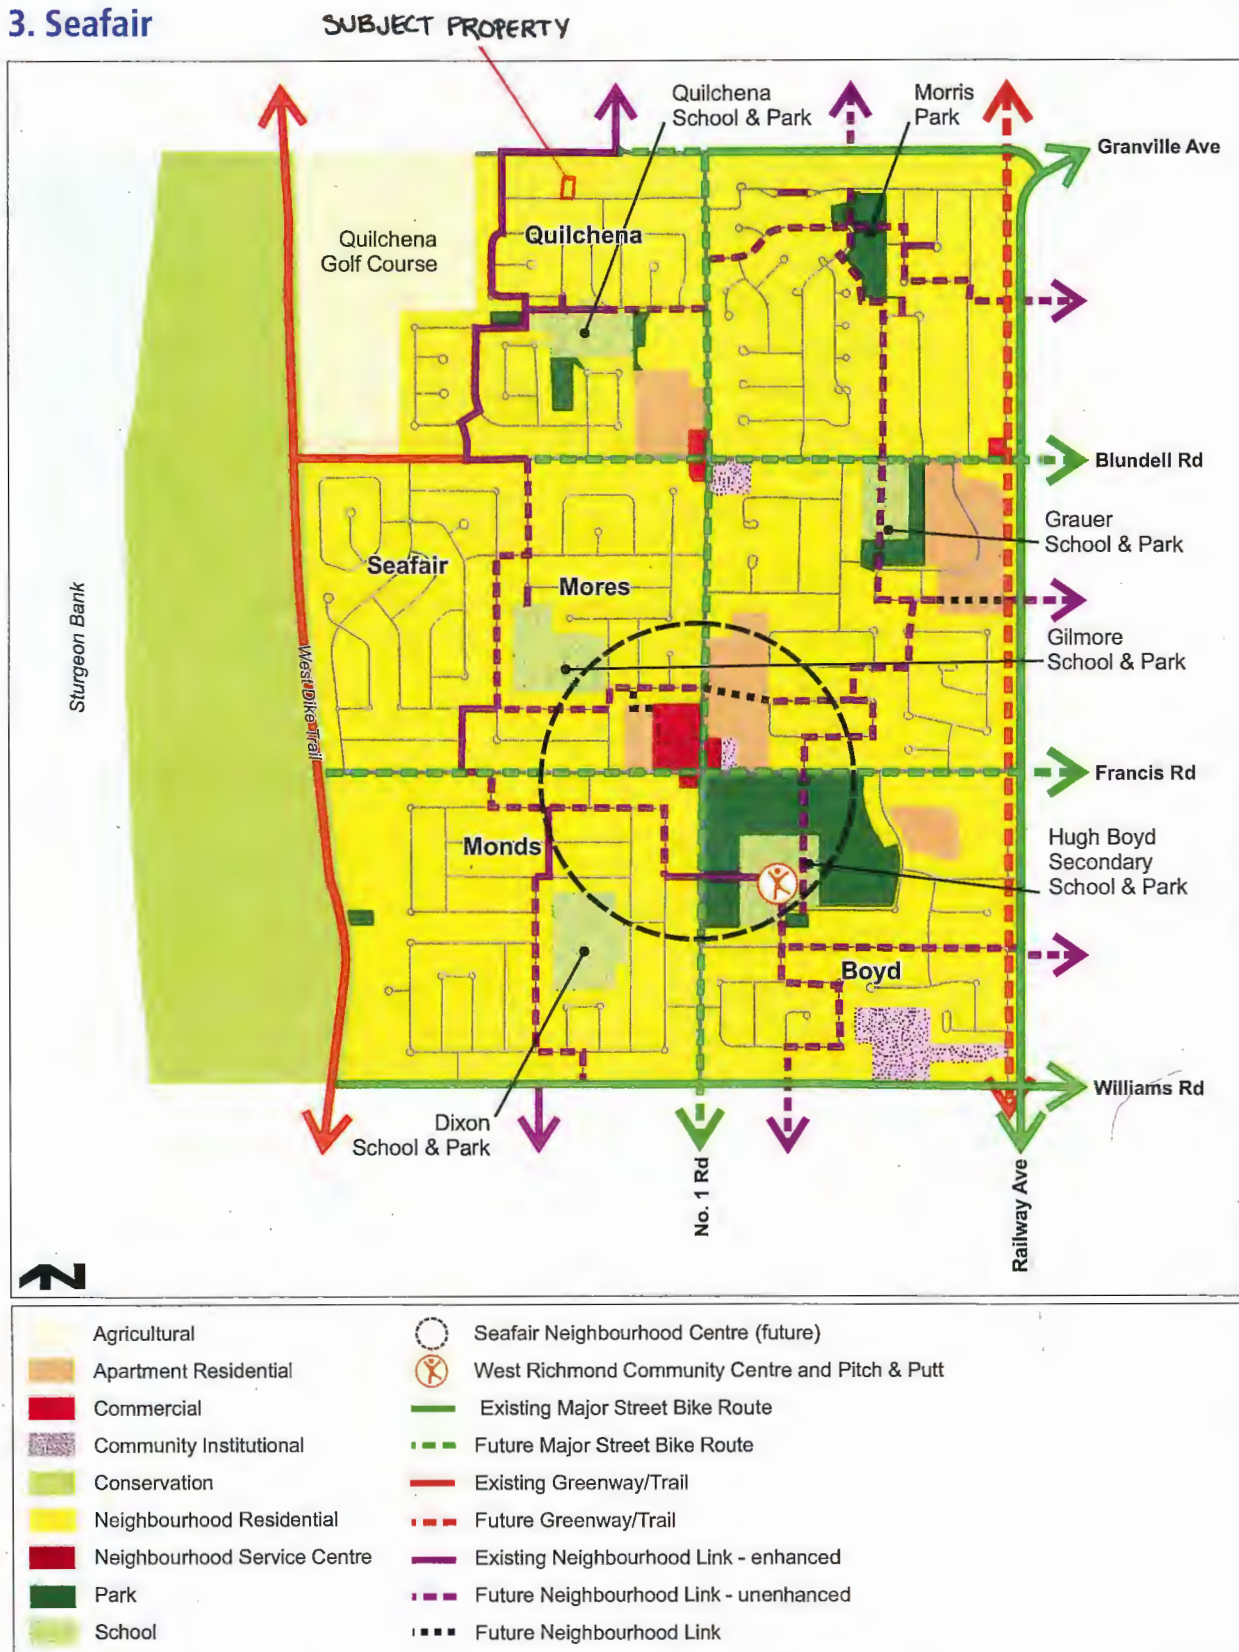 3. Seafair
SUBJECT PROPERTY
Quilchena
School & Park
Morris
Park
Granville Ave
Quilchena
Golf Course
Quilchena
Blundell Rd
Grauer
School & Park
Seafair
Mores
Sturgeon Bank
West Dike Trail
Gilmore
School & Park
Francis Rd
Monds
Hugh Boyd
Secondary
School & Park
Boyd
Williams Rd
Dixon
School & Park
No. 1 Rd
Railway Ave
Z
Agricultural
Apartment Residential
Commercial
Community Institutional
Conservation
Neighbourhood Residential
Neighbourhood Service Centre
Park
School
Seafair Neighbourhood Centre (future)
West Richmond Community Centre and Pitch & Putt
Existing Major Street Bike Route
Future Major Street Bike Route
Existing Greenway/Trail
Future Greenway/Trail
Existing Neighbourhood Link - enhanced
Future Neighbourhood Link - unenhanced
Future Neighbourhood Link